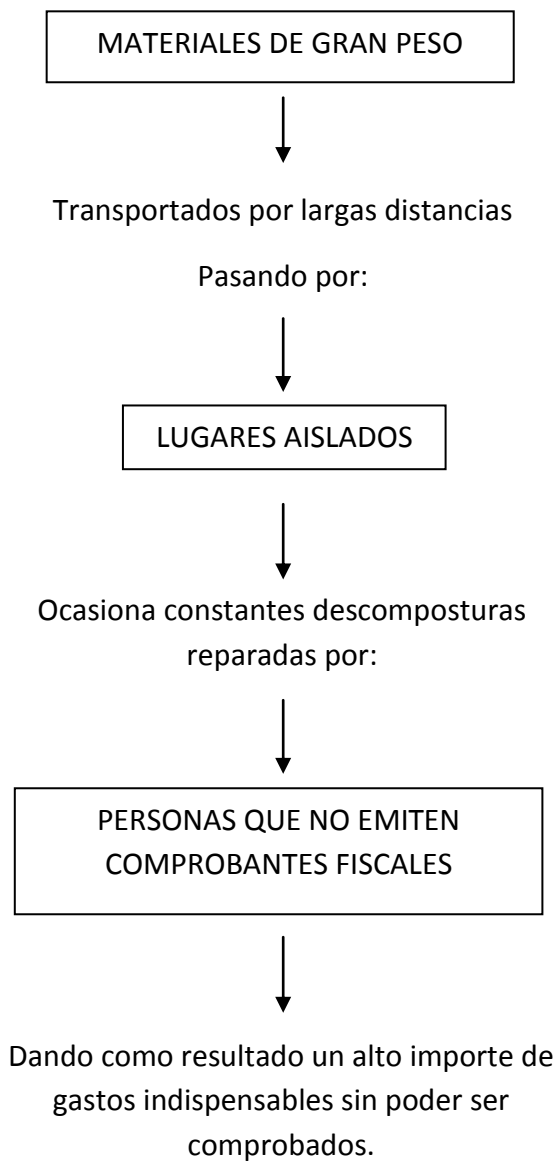 MATERIALES DE GRAN PESO
Transportados por largas distancias
Pasando por:
LUGARES AISLADOS
Ocasiona constantes descomposturas
reparadas por:
PERSONAS QUE NO EMITEN
COMPROBANTES FISCALES
Dando como resultado un alto importe de
gastos indispensables sin poder ser
comprobados.